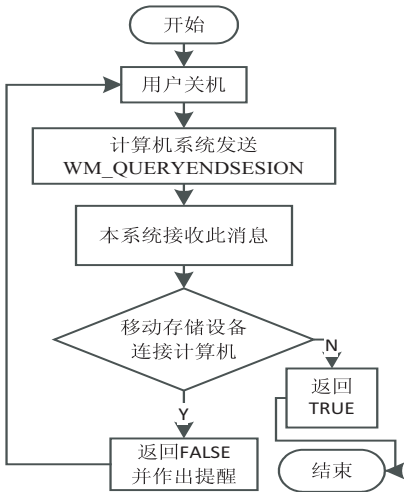 开始
用户关机
计算机系统发送
WM_QUERYENDSESION
本系统接收此消息
移动存储设备
连接计算机
N
返回
TRUE
Y
返回FALSE
并作出提醒
结束